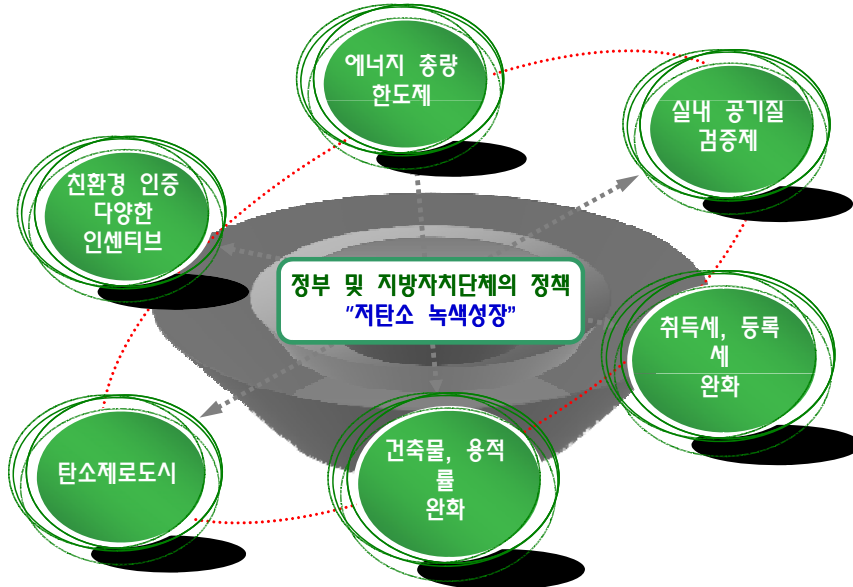 에너지 총량
한도제
실내 공기질
검증제
친환경 인증
다양한
인센티브
정부 및 지방자치단체의 정책
“저탄소 녹색성장”
취득세, 등록
세
완화
탄소제로도시
건축물, 용적
률
완화